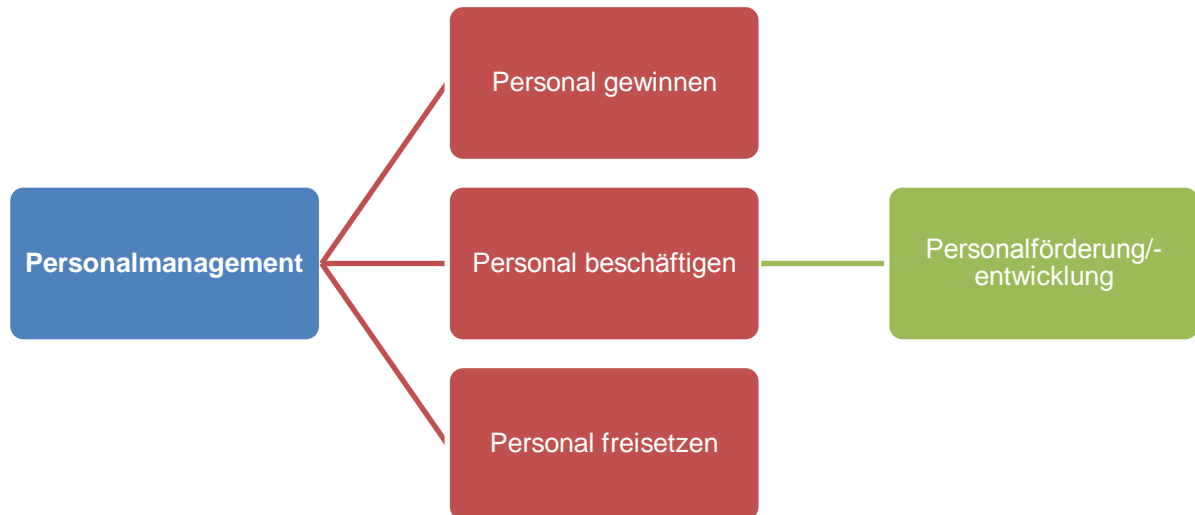 Personal gewinnen
Personalmanagement
Personal beschäftigen
Personalförderung/-
entwicklung
Personal freisetzen